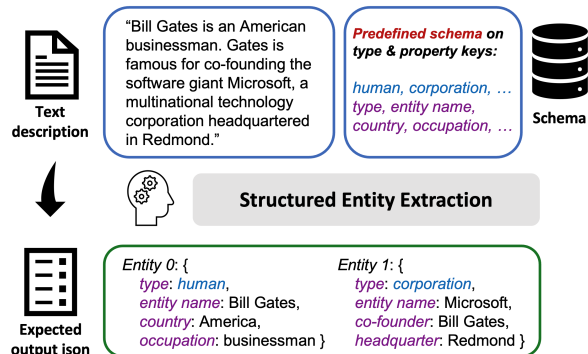 “Bill Gates is an American
businessman. Gates is
famous for co-founding the
software giant Microsoft, a
multinational technology
corporation headquartered
in Redmond.”
Predefined schema on
type & property keys:
human, corporation, …
type, entity name,
country, occupation, …
Text
description
Schema
Structured Entity Extraction
Entity 0: {
type: human,
entity name: Bill Gates,
country: America,
occupation: businessman }
Entity 1: {
type: corporation,
entity name: Microsoft,
co-founder: Bill Gates,
headquarter: Redmond }
Expected
output json